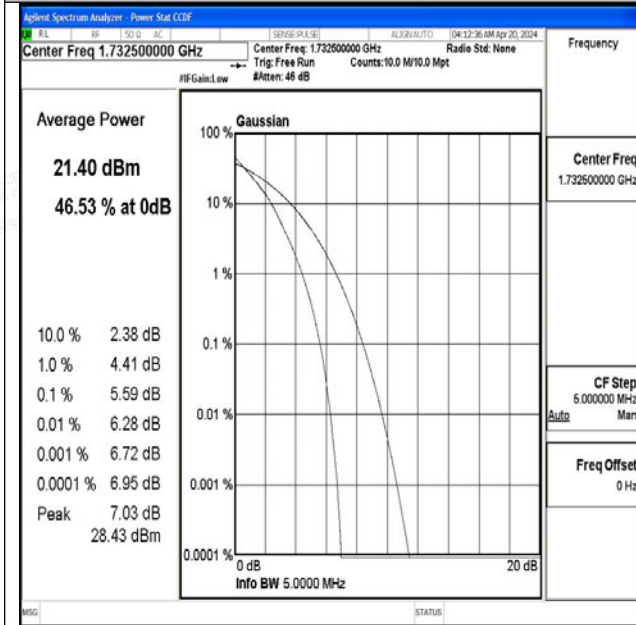 Agilent Spectrum Analyzer - Power Stat CCDF
RL RF 50 Ω AC SENSE:PULSE ALIGNAUTO 04:12:36 AM Apr 20, 2024
Center Freq 1.732500000 GHz
Center Freq: 1.732500000 GHz Radio Std: None
Trig: Free Run Counts:10.0 M/10.0 Mpt
#IFGain:Low #Atten: 46 dB
Frequency
Average Power
21.40 dBm
46.53 % at 0dB
10.0 % 2.38 dB
1.0 % 4.41 dB
0.1 % 5.59 dB
0.01 % 6.28 dB
0.001 % 6.72 dB
0.0001 % 6.95 dB
Peak 7.03 dB
28.43 dBm
Gaussian
100 %
10 %
1 %
0.1 %
0.01 %
0.001 %
0.0001 %
0 dB 20 dB
Info BW 5.0000 MHz
Center Freq
1.732500000 GHz
CF Step
5.000000 MHz
Auto Man
Freq Offset
0 Hz
MSG STATUS